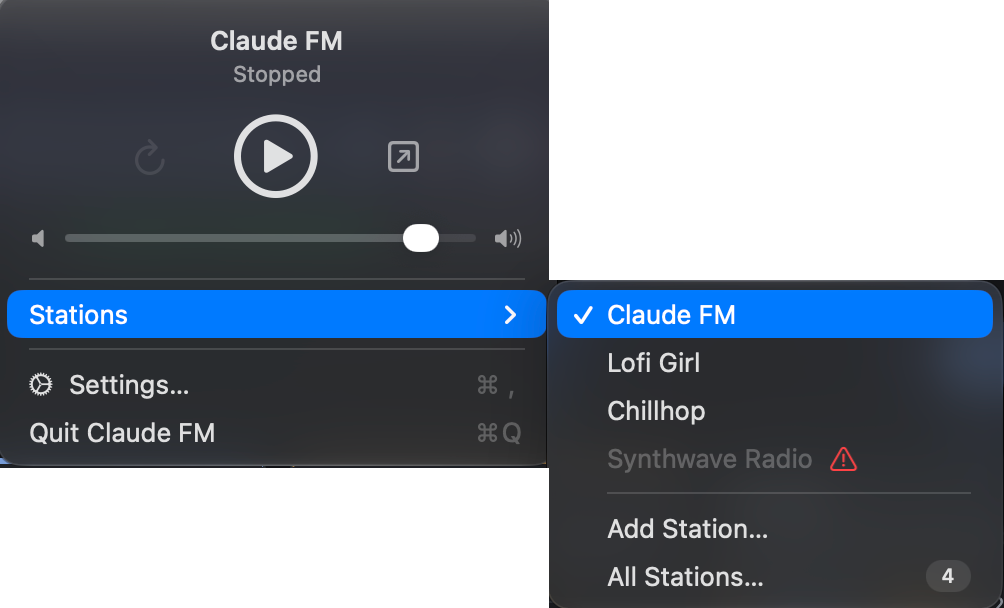 Claude FM
Stopped
Stations
Settings...
⌘ ,
Quit Claude FM
⌘Q
✓ Claude FM
Lofi Girl
Chillhop
Synthwave Radio
Add Station...
All Stations...
4